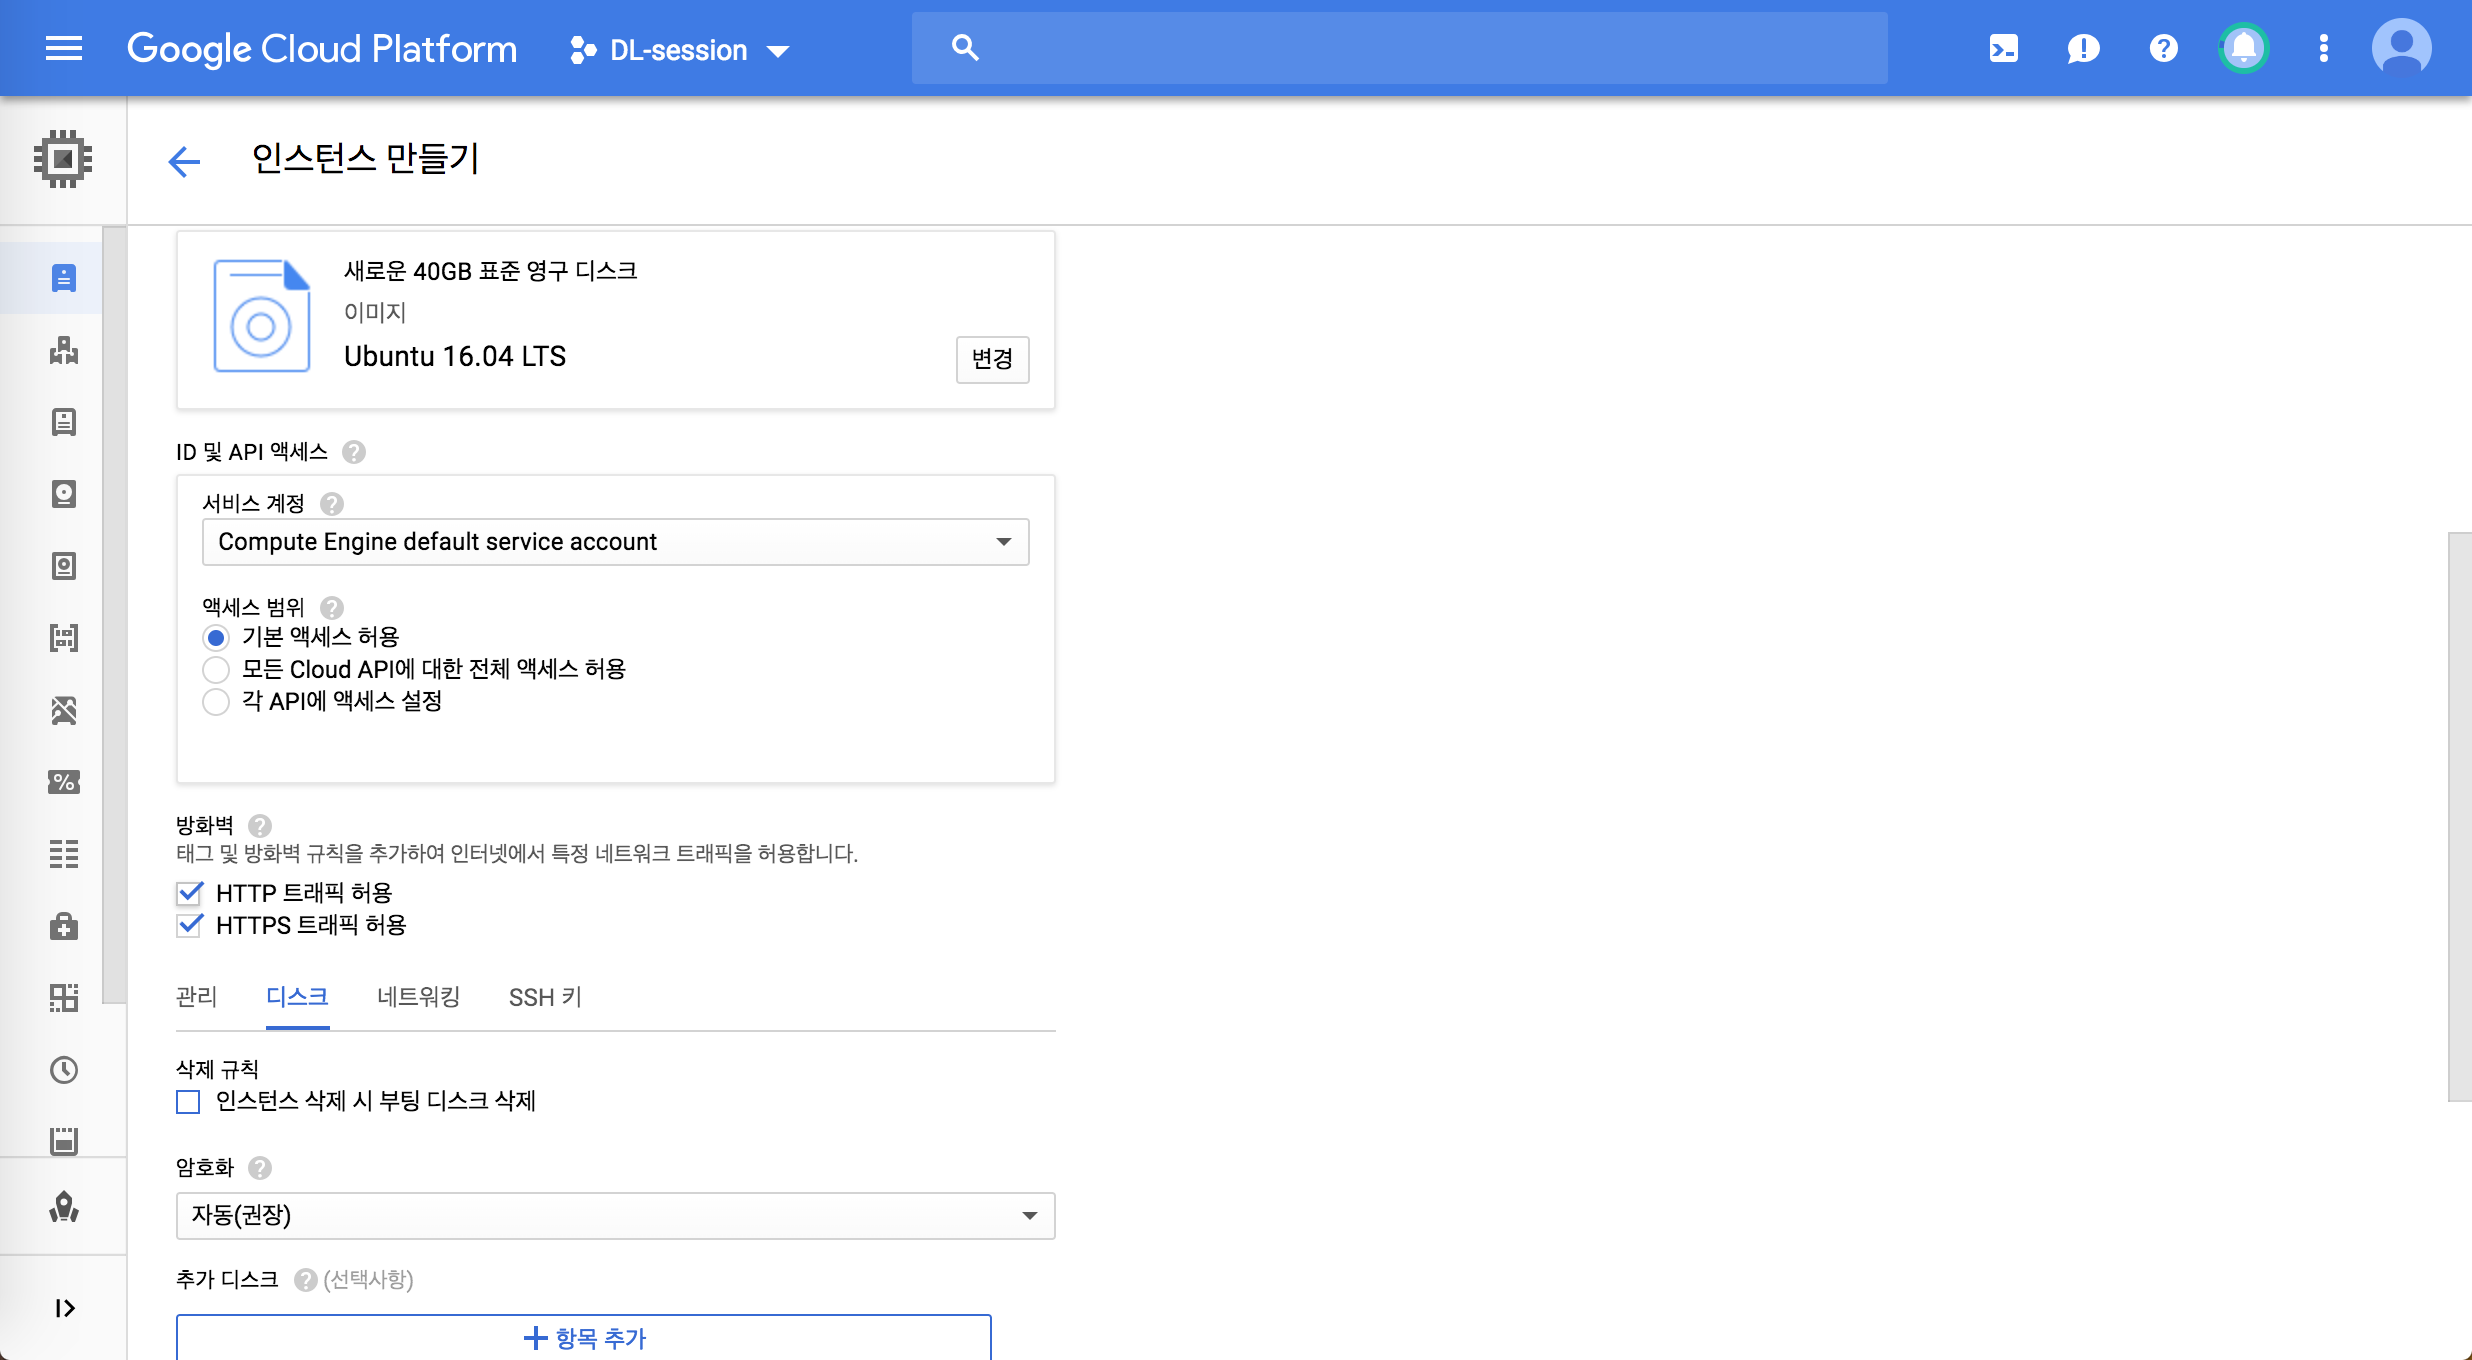 Google Cloud Platform
DL-session
인스턴스 만들기
새로운 40GB 표준 영구 디스크
이미지
Ubuntu 16.04 LTS
변경
ID 및 API 액세스
서비스 계정
Compute Engine default service account
액세스 범위
기본 액세스 허용
모든 Cloud API에 대한 전체 액세스 허용
각 API에 액세스 설정
방화벽
태그 및 방화벽 규칙을 추가하여 인터넷에서 특정 네트워크 트래픽을 허용합니다.
HTTP 트래픽 허용
HTTPS 트래픽 허용
관리 디스크 네트워킹 SSH 키
삭제 규칙
인스턴스 삭제 시 부팅 디스크 삭제
암호화
자동(권장)
추가 디스크 (선택사항)
항목 추가